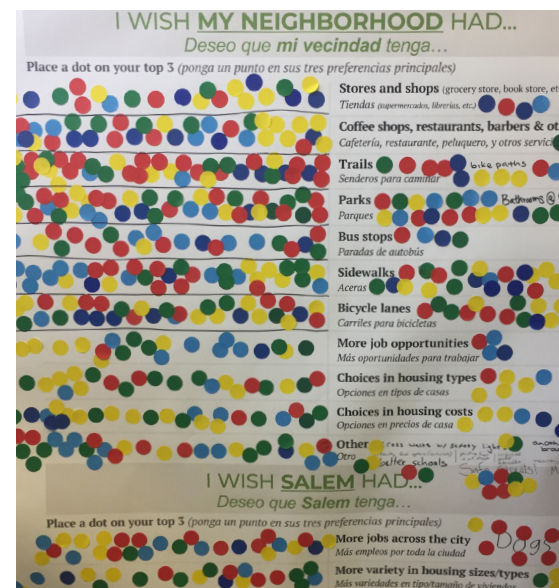 I WISH MY NEIGHBORHOOD HAD...
Deseo que mi vecindad tenga...
Place a dot on your top 3 (ponga un punto en sus tres preferencias principales)
Stores and shops (grocery store, book store, et
Tiendas (supermercados, librerias, etc.)
Coffee shops, restaurants, barbers & ot
Cafetería, restaurante, peluquero, y otros servici
Trails
bike paths
Senderos para caminar
Parks
Bathrooms @
Parques
Bus stops
Paradas de autobús
Sidewalks
Aceras
Bicycle lanes
Carriles para bicicletas
More job opportunities
Más oportunidades para trabajar
Choices in housing types
Opciones en tipos de casas
Choices in housing costs
Opciones en precios de casa
Other
Otro
better schools
I WISH SALEM HAD...
Deseo que Salem tenga...
Place a dot on your top 3 (ponga un punto en sus tres preferencias principales)
More jobs across the city
Dogs
Más empleos por toda la ciudad
More variety in housing sizes/types
Más variedades en tipo/tamaño de viviendas